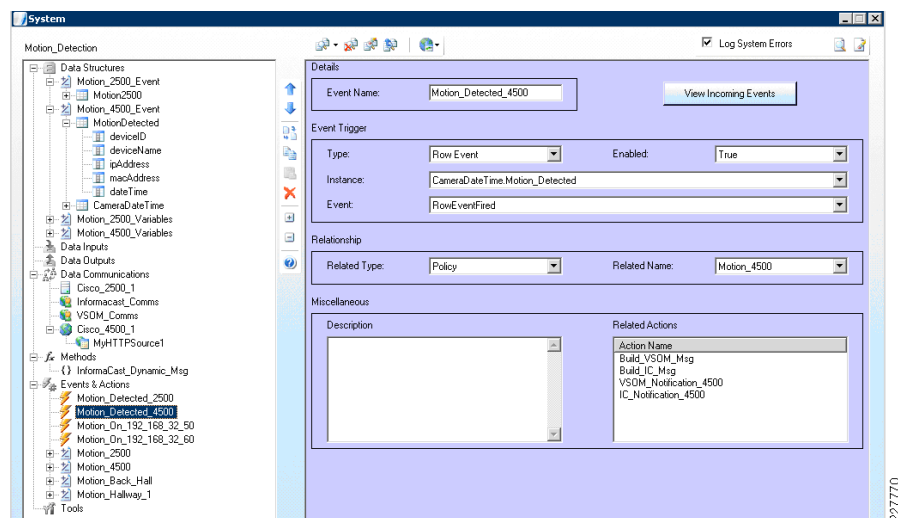 System
Motion_Detection
Log System Errors
Data Structures
Motion_2500_Event
Motion2500
Motion_4500_Event
MotionDetected
deviceID
deviceName
ipAddress
macAddress
dateTime
CameraDateTime
Motion_2500_Variables
Motion_4500_Variables
Data Inputs
Data Outputs
Data Communications
Cisco_2500_1
Informacast_Comms
VSOM_Comms
Cisco_4500_1
MyHTTPSource1
fx Methods
{} InformaCast_Dynamic_Msg
Events & Actions
Motion_Detected_2500
Motion_Detected_4500
Motion_On_192_168_32_50
Motion_On_192_168_32_60
Motion_2500
Motion_4500
Motion_Back_Hall
Motion_Hallway_1
Tools
Details
Event Name: Motion_Detected_4500
View Incoming Events
Event Trigger
Type: Row Event Enabled: True
Instance: CameraDateTime.Motion_Detected
Event: RowEventFired
Relationship
Related Type: Policy Related Name: Motion_4500
Miscellaneous
Description
Related Actions
Action Name
Build_VSOM_Msg
Build_IC_Msg
VSOM_Notification_4500
IC_Notification_4500
227770